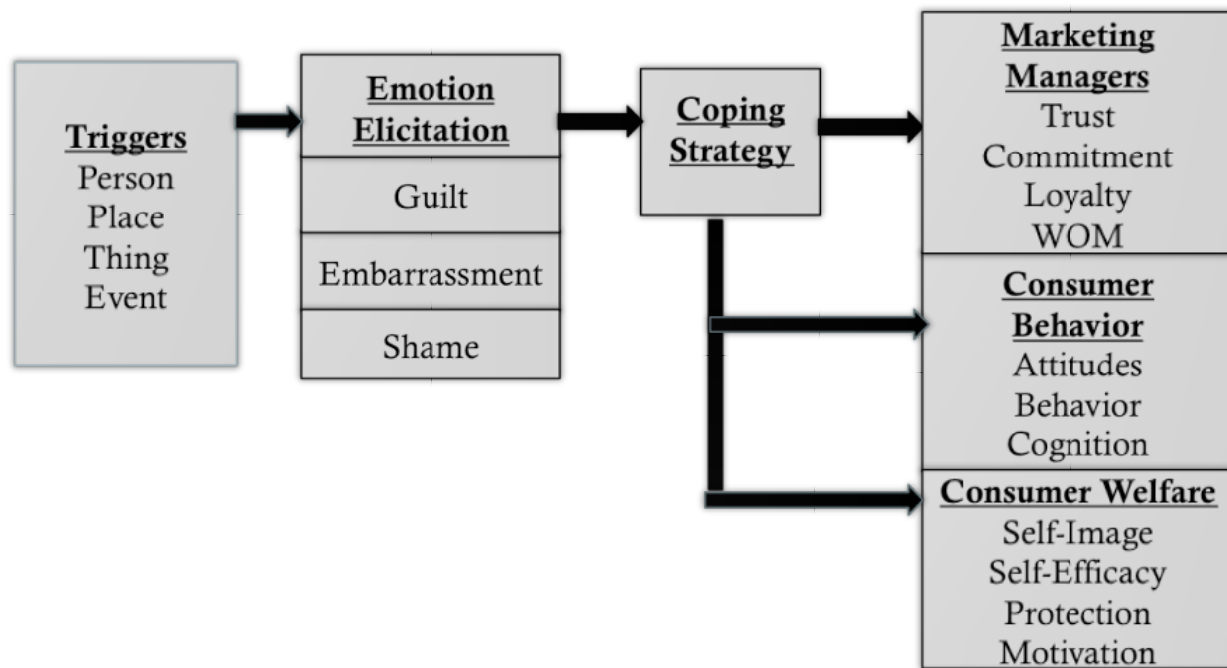 Triggers
Person
Place
Thing
Event
Emotion
Elicitation
Guilt
Embarrassment
Shame
Coping
Strategy
Marketing
Managers
Trust
Commitment
Loyalty
WOM
Consumer
Behavior
Attitudes
Behavior
Cognition
Consumer Welfare
Self-Image
Self-Efficacy
Protection
Motivation